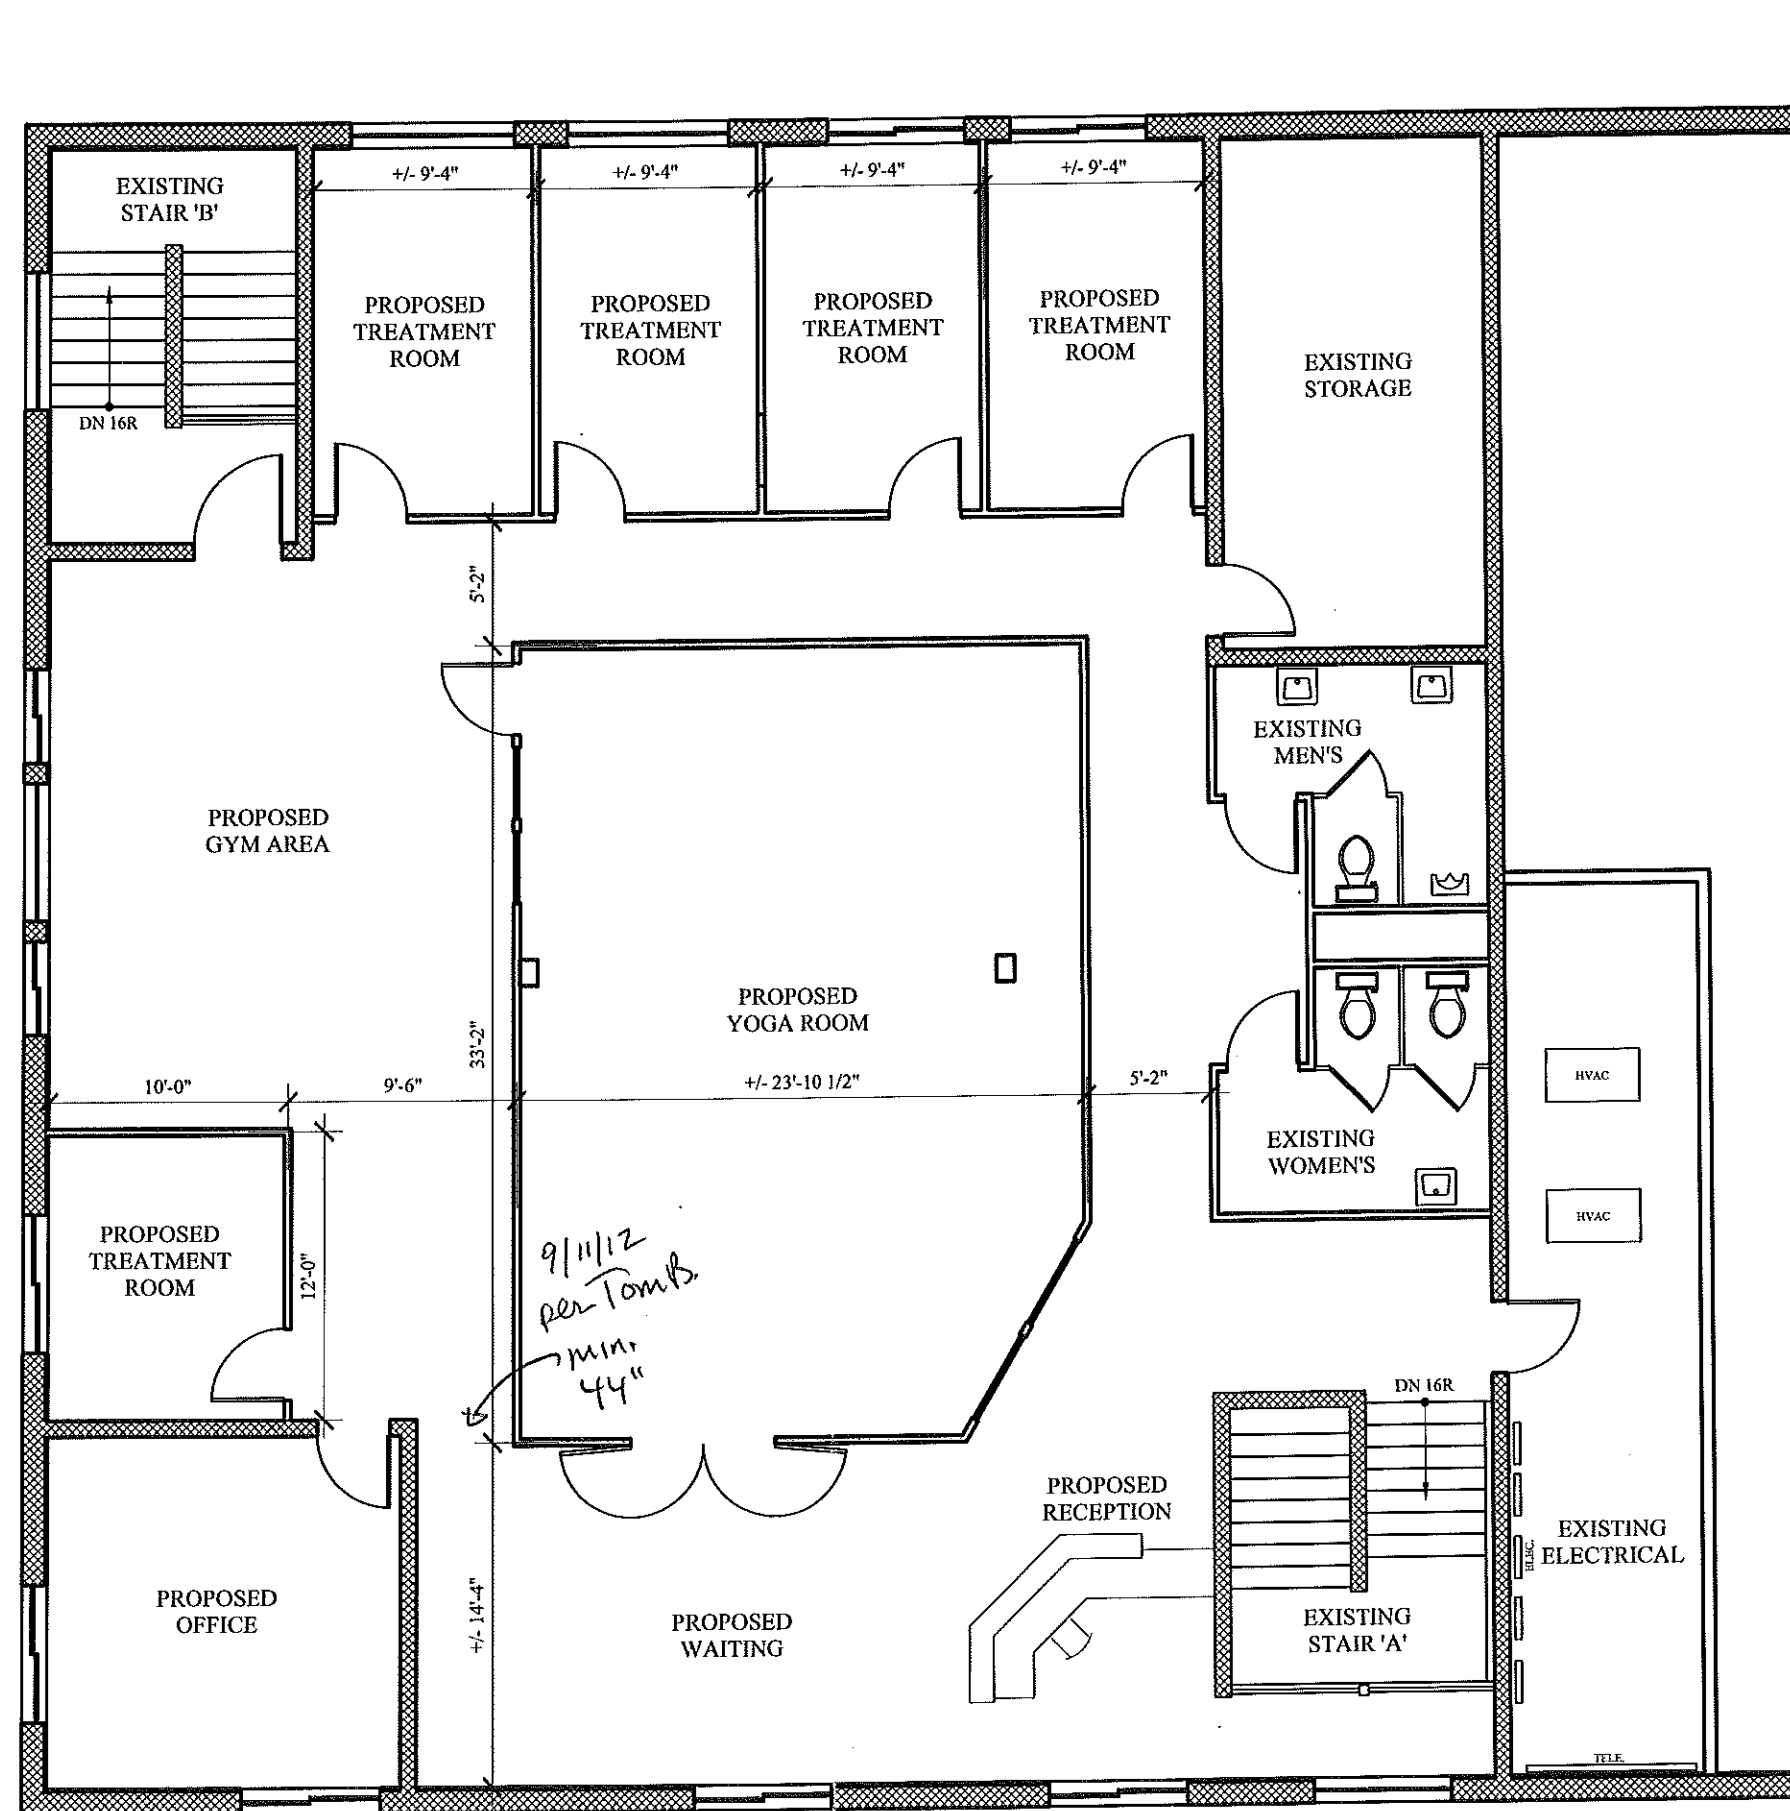 EXISTING
STAIR 'B'
DN 16R
+/- 9'-4"
+/- 9'-4"
+/- 9'-4"
+/- 9'-4"
PROPOSED
TREATMENT
ROOM
PROPOSED
TREATMENT
ROOM
PROPOSED
TREATMENT
ROOM
PROPOSED
TREATMENT
ROOM
EXISTING
STORAGE
5'-2"
EXISTING
MEN'S
PROPOSED
GYM AREA
PROPOSED
YOGA ROOM
33'-2"
10'-0"
9'-6"
+/- 23'-10 1/2"
5'-2"
HVAC
EXISTING
WOMEN'S
HVAC
PROPOSED
TREATMENT
ROOM
12'-0"
9/11/12
per Tom B.
min.
44"
DN 16R
PROPOSED
RECEPTION
EXISTING
ELECTRICAL
ELEC.
PROPOSED
OFFICE
+/- 14'-4"
PROPOSED
WAITING
EXISTING
STAIR 'A'
TELE.